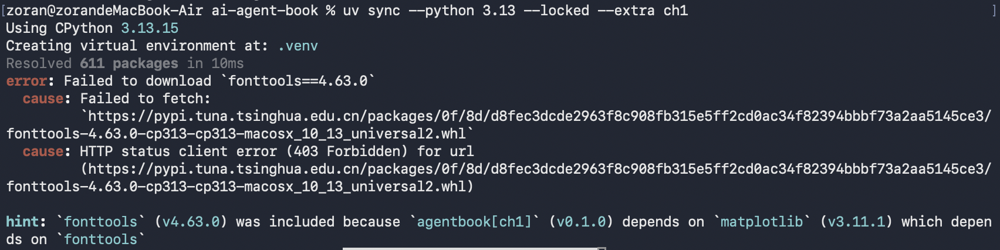 [zoran@zorandeMacBook-Air ai-agent-book % uv sync --python 3.13 --locked --extra ch1 ]
Using CPython 3.13.15
Creating virtual environment at: .venv
Resolved 611 packages in 10ms
error: Failed to download `fonttools==4.63.0`
  cause: Failed to fetch:
         `https://pypi.tuna.tsinghua.edu.cn/packages/0f/8d/d8fec3dcde2963f8c908fb315e5ff2cd0ac34f82394bbbf73a2aa5145ce3/
fonttools-4.63.0-cp313-cp313-macosx_10_13_universal2.whl`
  cause: HTTP status client error (403 Forbidden) for url
         (https://pypi.tuna.tsinghua.edu.cn/packages/0f/8d/d8fec3dcde2963f8c908fb315e5ff2cd0ac34f82394bbbf73a2aa5145ce3/
fonttools-4.63.0-cp313-cp313-macosx_10_13_universal2.whl)
hint: `fonttools` (v4.63.0) was included because `agentbook[ch1]` (v0.1.0) depends on `matplotlib` (v3.11.1) which depen
ds on `fonttools`